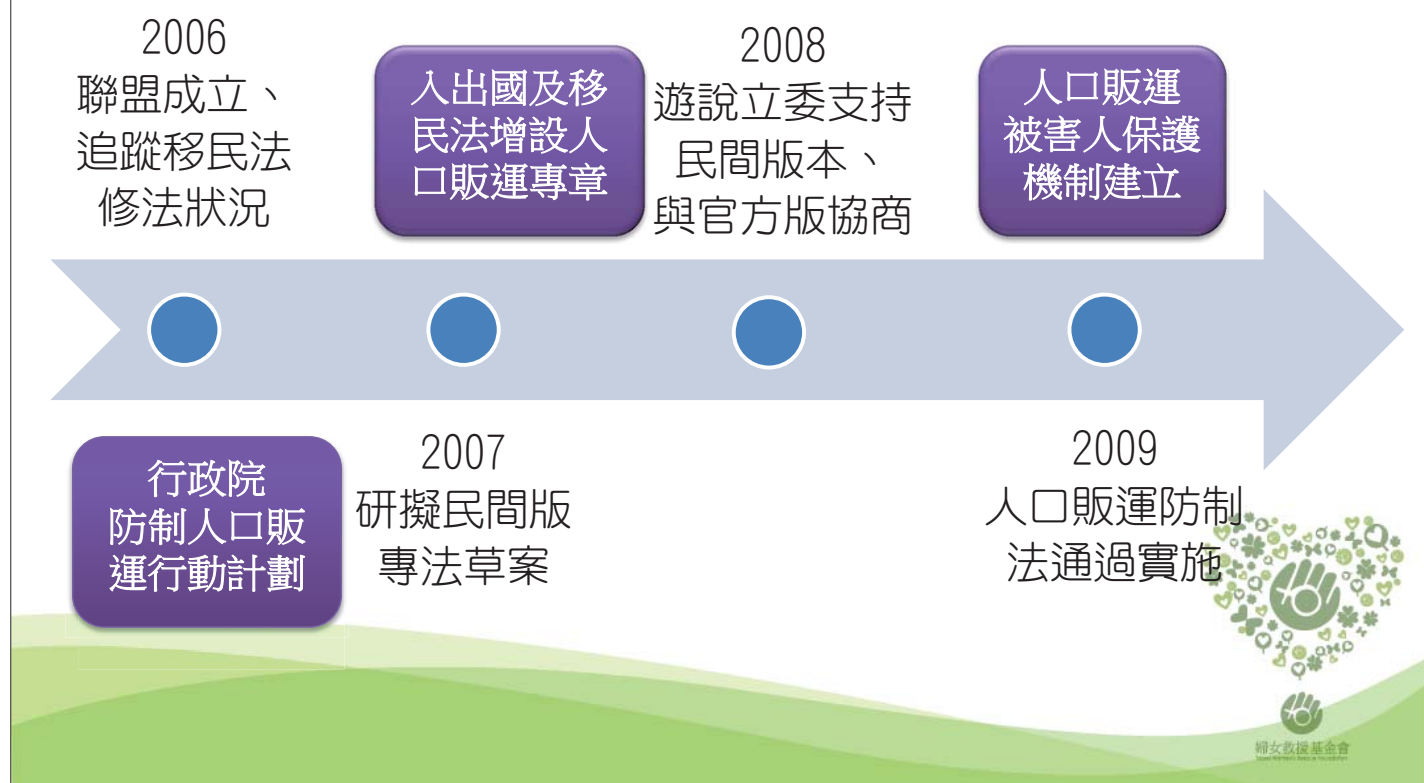 2006
聯盟成立、
追蹤移民法
修法狀況
行政院
防制人口販
運行動計劃
入出國及移
民法增設人
口販運專章
2007
研擬民間版
專法草案
2008
遊說立委支持
民間版本、
與官方版協商
人口販運
被害人保護
機制建立
2009
人口販運防制
法通過實施
婦女救援基金會